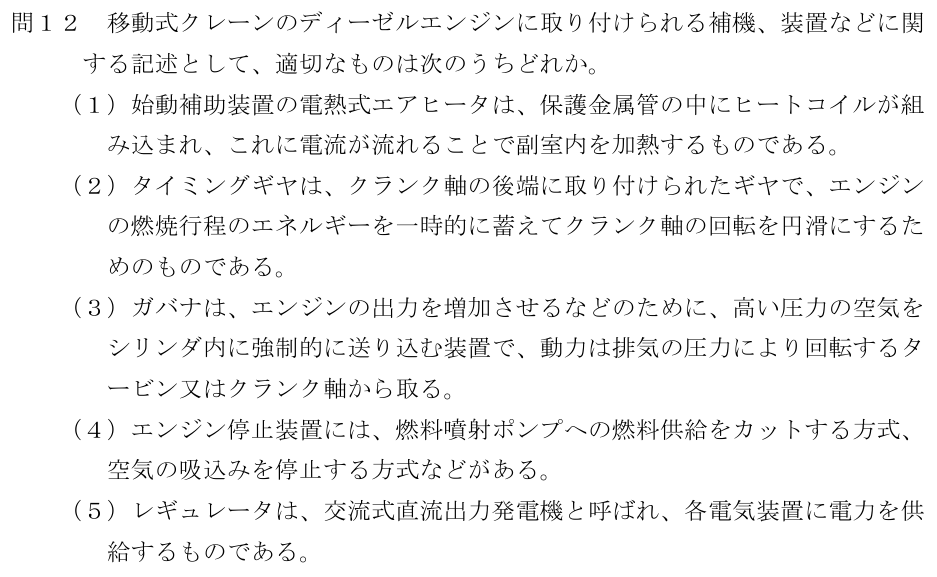 問１２　移動式クレーンのディーゼルエンジンに取り付けられる補機、装置などに関
する記述として、適切なものは次のうちどれか。
（１）始動補助装置の電熱式エアヒータは、保護金属管の中にヒートコイルが組
み込まれ、これに電流が流れることで副室内を加熱するものである。
（２）タイミングギヤは、クランク軸の後端に取り付けられたギヤで、エンジン
の燃焼行程のエネルギーを一時的に蓄えてクランク軸の回転を円滑にするた
めのものである。
（３）ガバナは、エンジンの出力を増加させるなどのために、高い圧力の空気を
シリンダ内に強制的に送り込む装置で、動力は排気の圧力により回転するタ
ービン又はクランク軸から取る。
（４）エンジン停止装置には、燃料噴射ポンプへの燃料供給をカットする方式、
空気の吸込みを停止する方式などがある。
（５）レギュレータは、交流式直流出力発電機と呼ばれ、各電気装置に電力を供
給するものである。